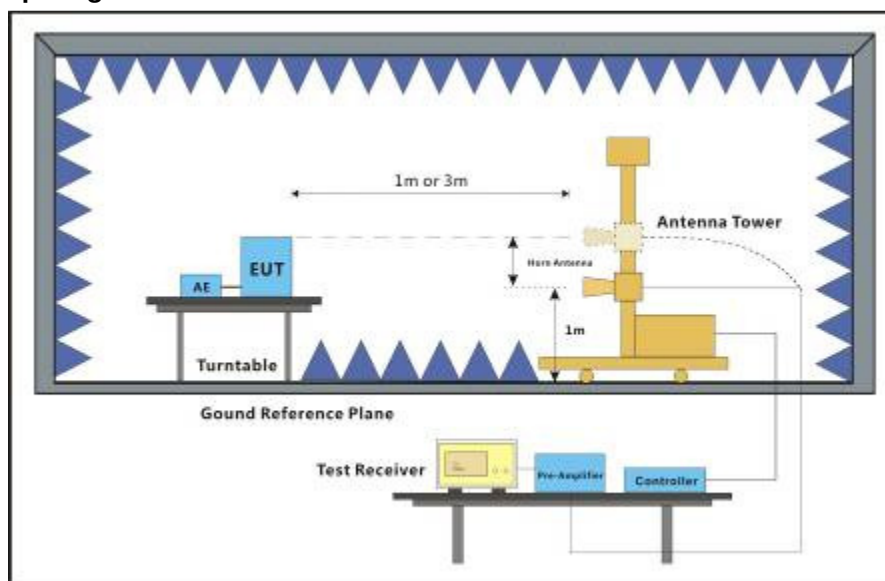 1m or 3m
Antenna Tower
Horn Antenna
EUT
AE
1m
Turntable
Gound Reference Plane
Test Receiver
Pre-Amplifier
Controller